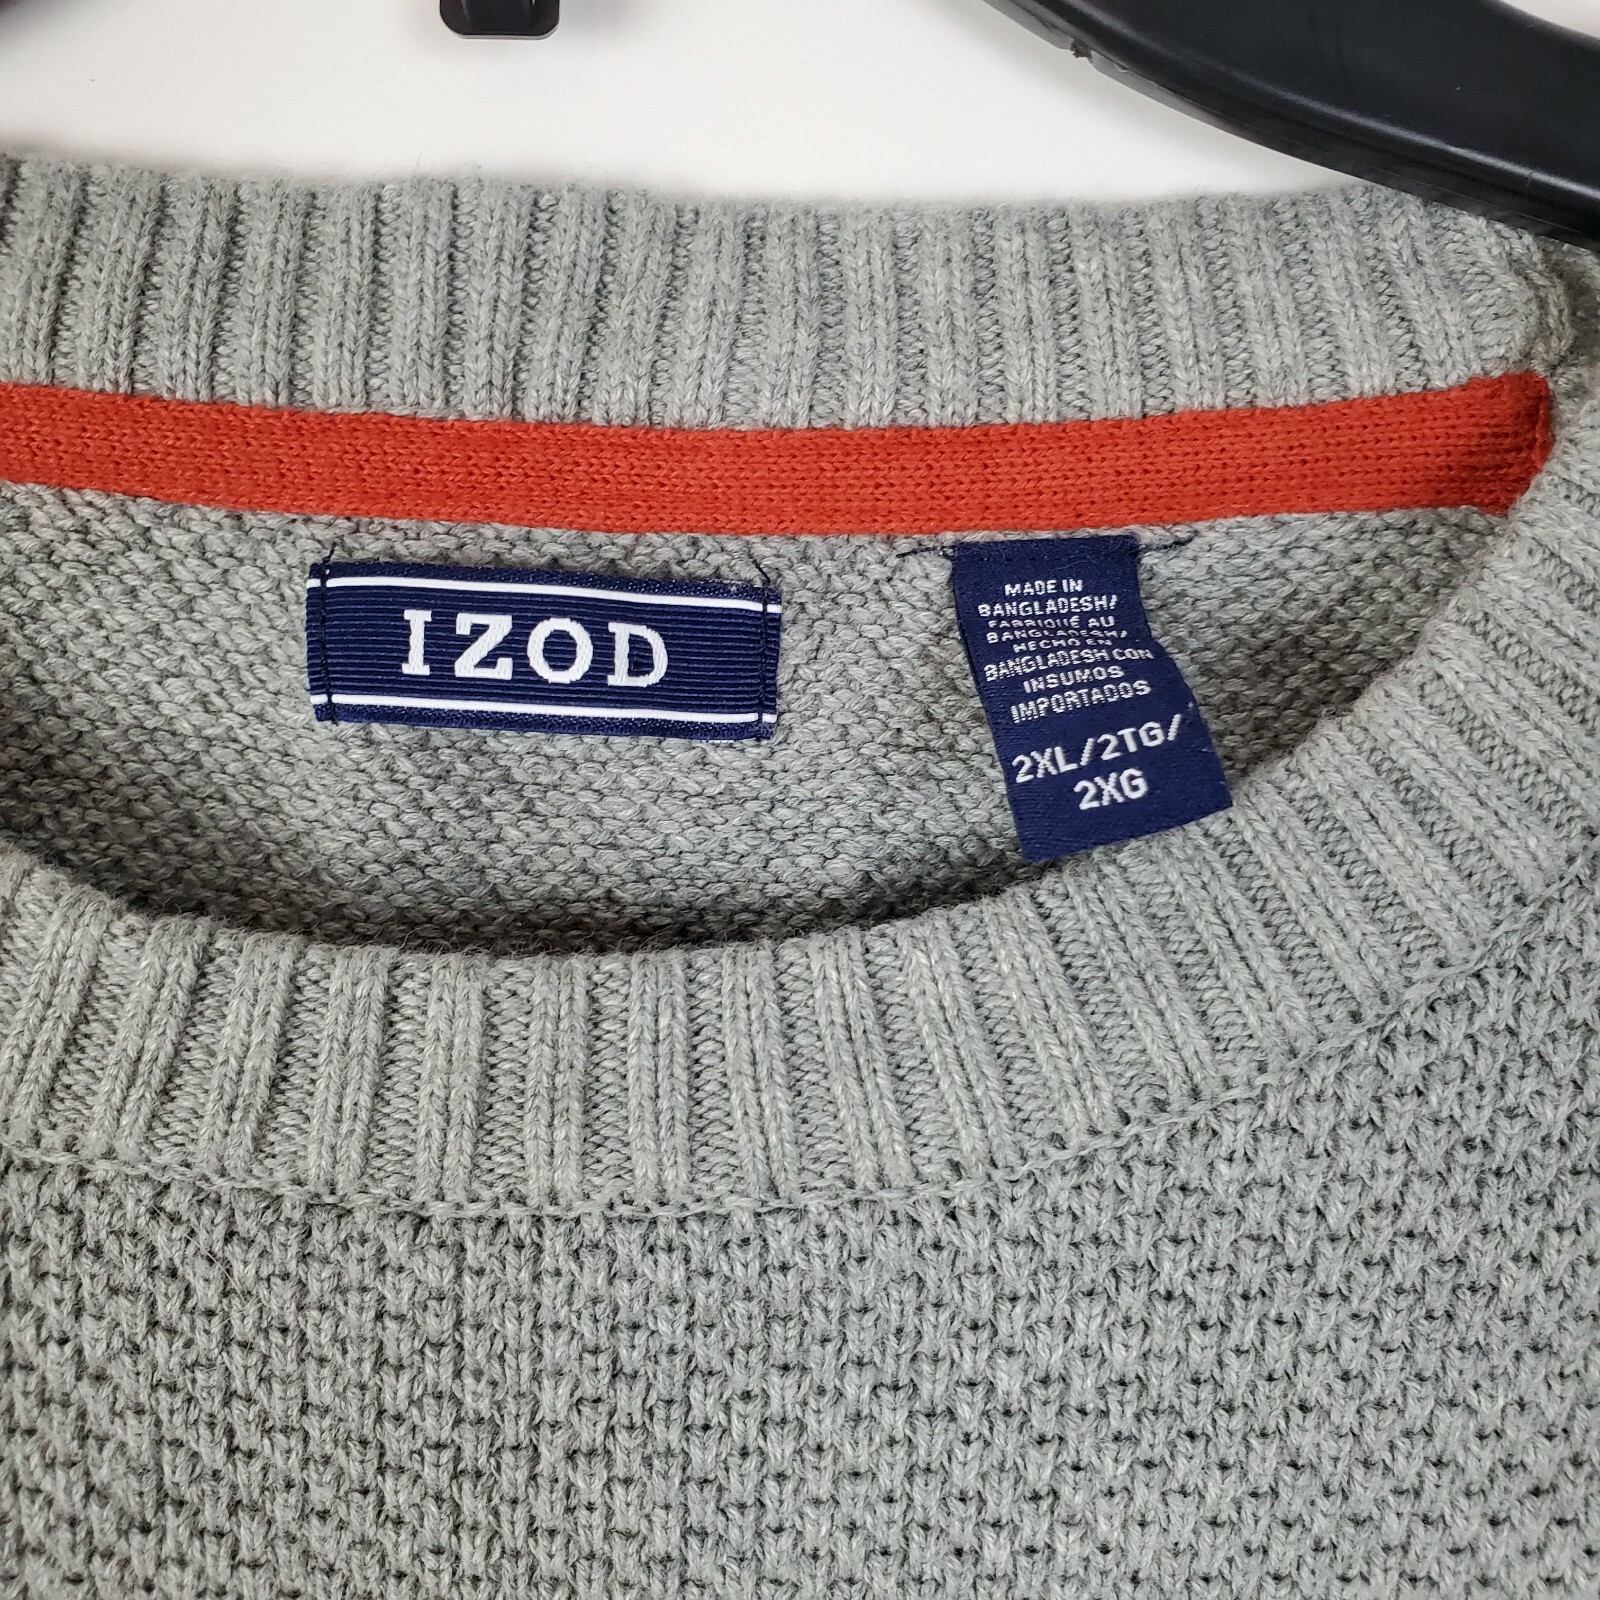 IZOD
MADE IN
BANGLADESH/
FABRIQUÉ AU
BANGLADESH/
HECHO EN
BANGLADESH CON
INSUMOS
IMPORTADOS
2XL/2TG/
2XG